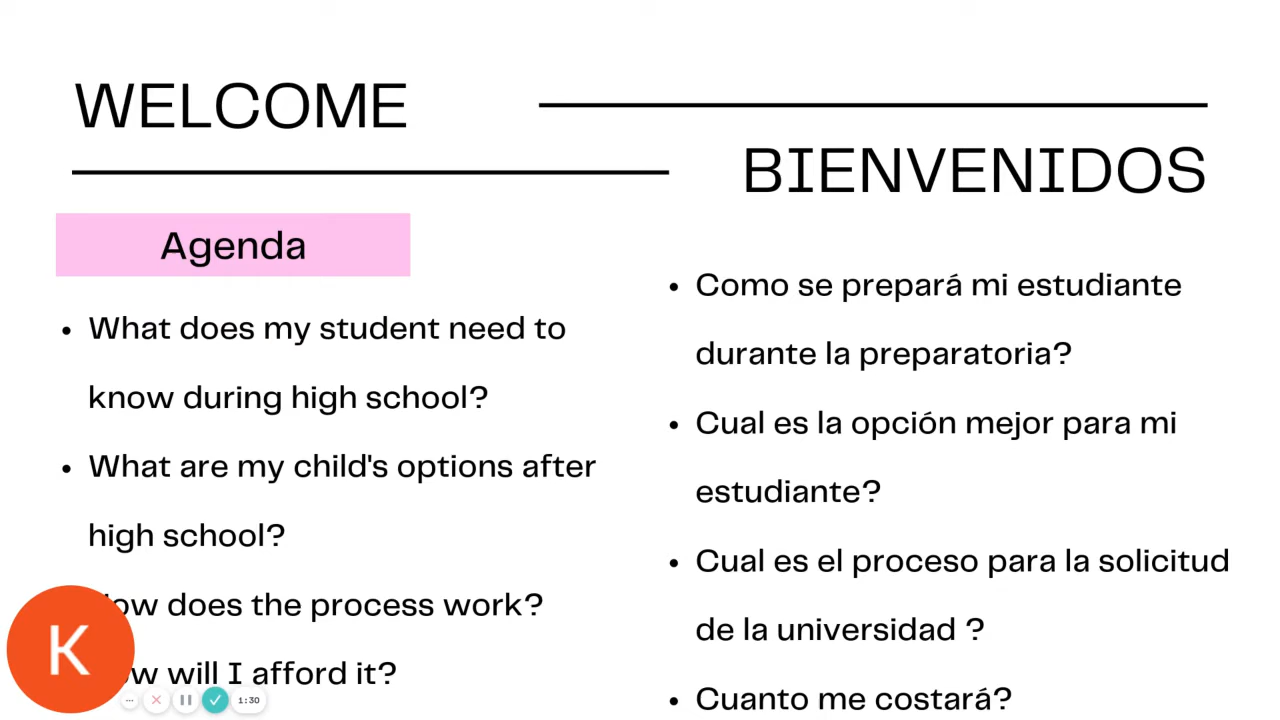 WELCOME
BIENVENIDOS
Agenda
What does my student need to
know during high school?
What are my child's options after
high school?
does the process work?
will I afford it?
Como se prepará mi estudiante
durante la preparatoria?
Cual es la opción mejor para mi
estudiante?
Cual es el proceso para la solicitud
de la universidad ?
Cuanto me costará?
K
1:30